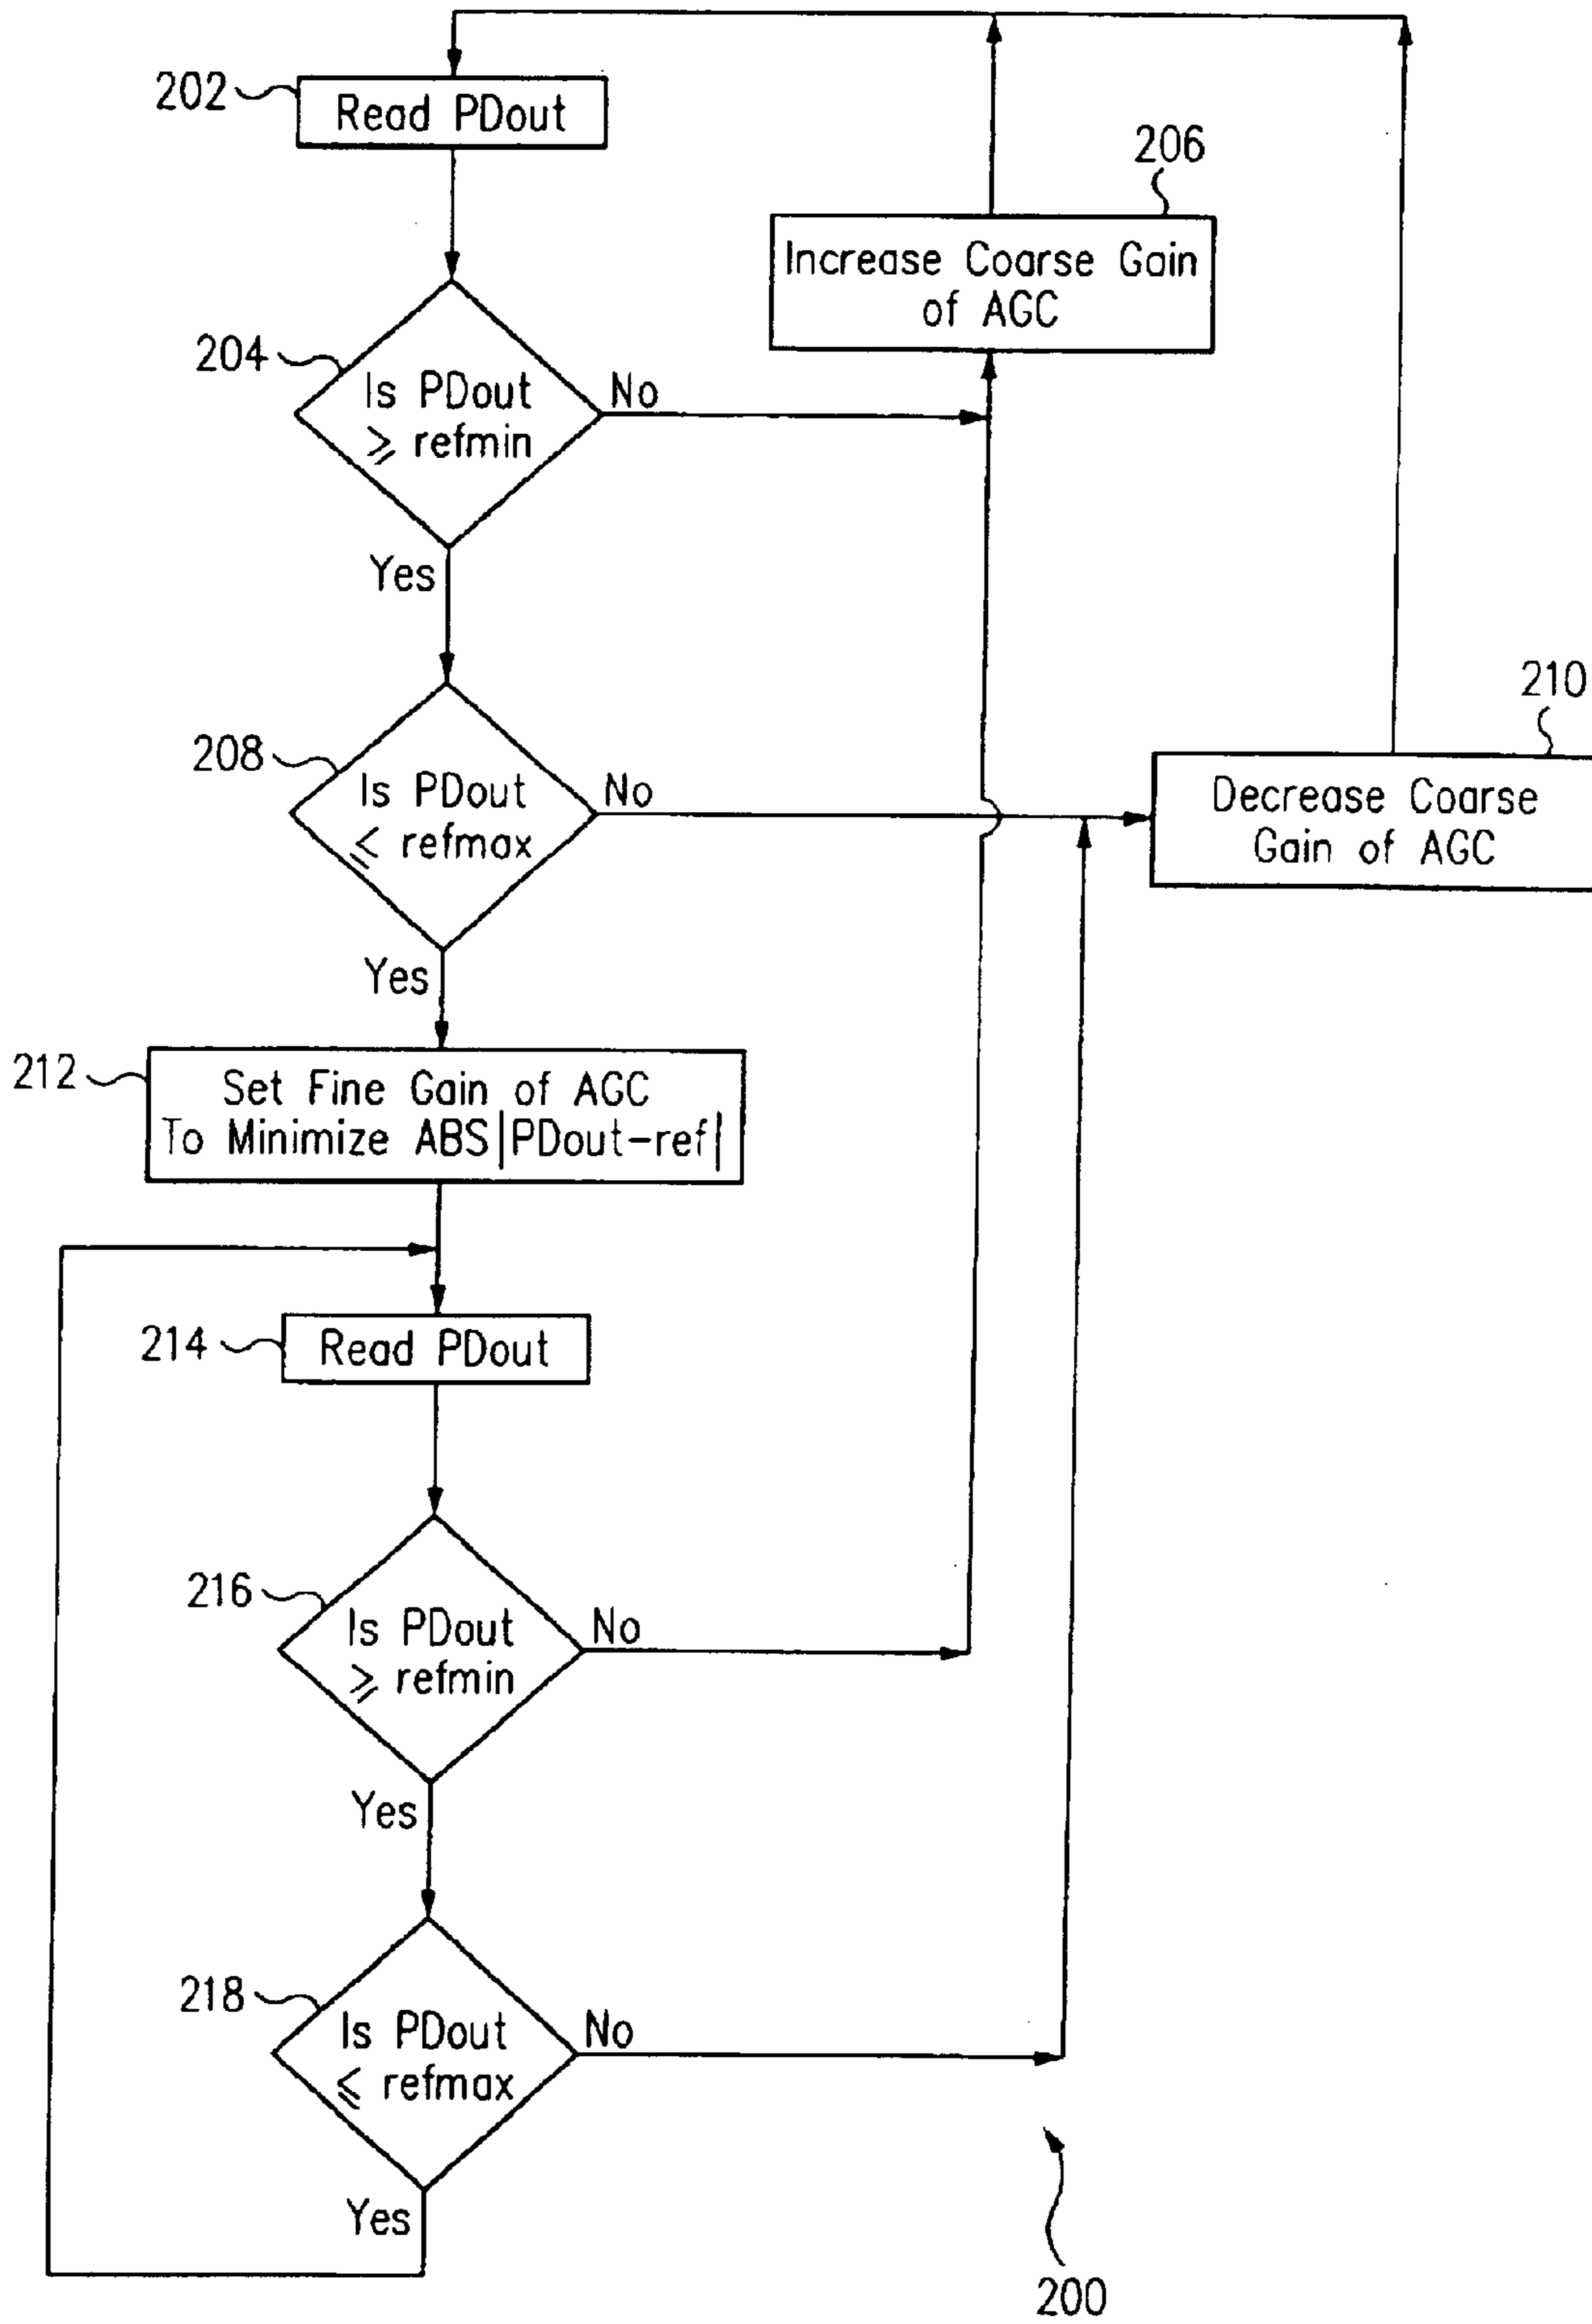 202
Read PDout
206
Increase Coarse Gain
of AGC
204
Is PDout
≥ refmin
No
Yes
210
Decrease Coarse
Gain of AGC
208
Is PDout
≤ refmax
No
Yes
212
Set Fine Gain of AGC
To Minimize ABS|PDout-ref|
214
Read PDout
216
Is PDout
≥ refmin
No
Yes
218
Is PDout
≤ refmax
No
Yes
200